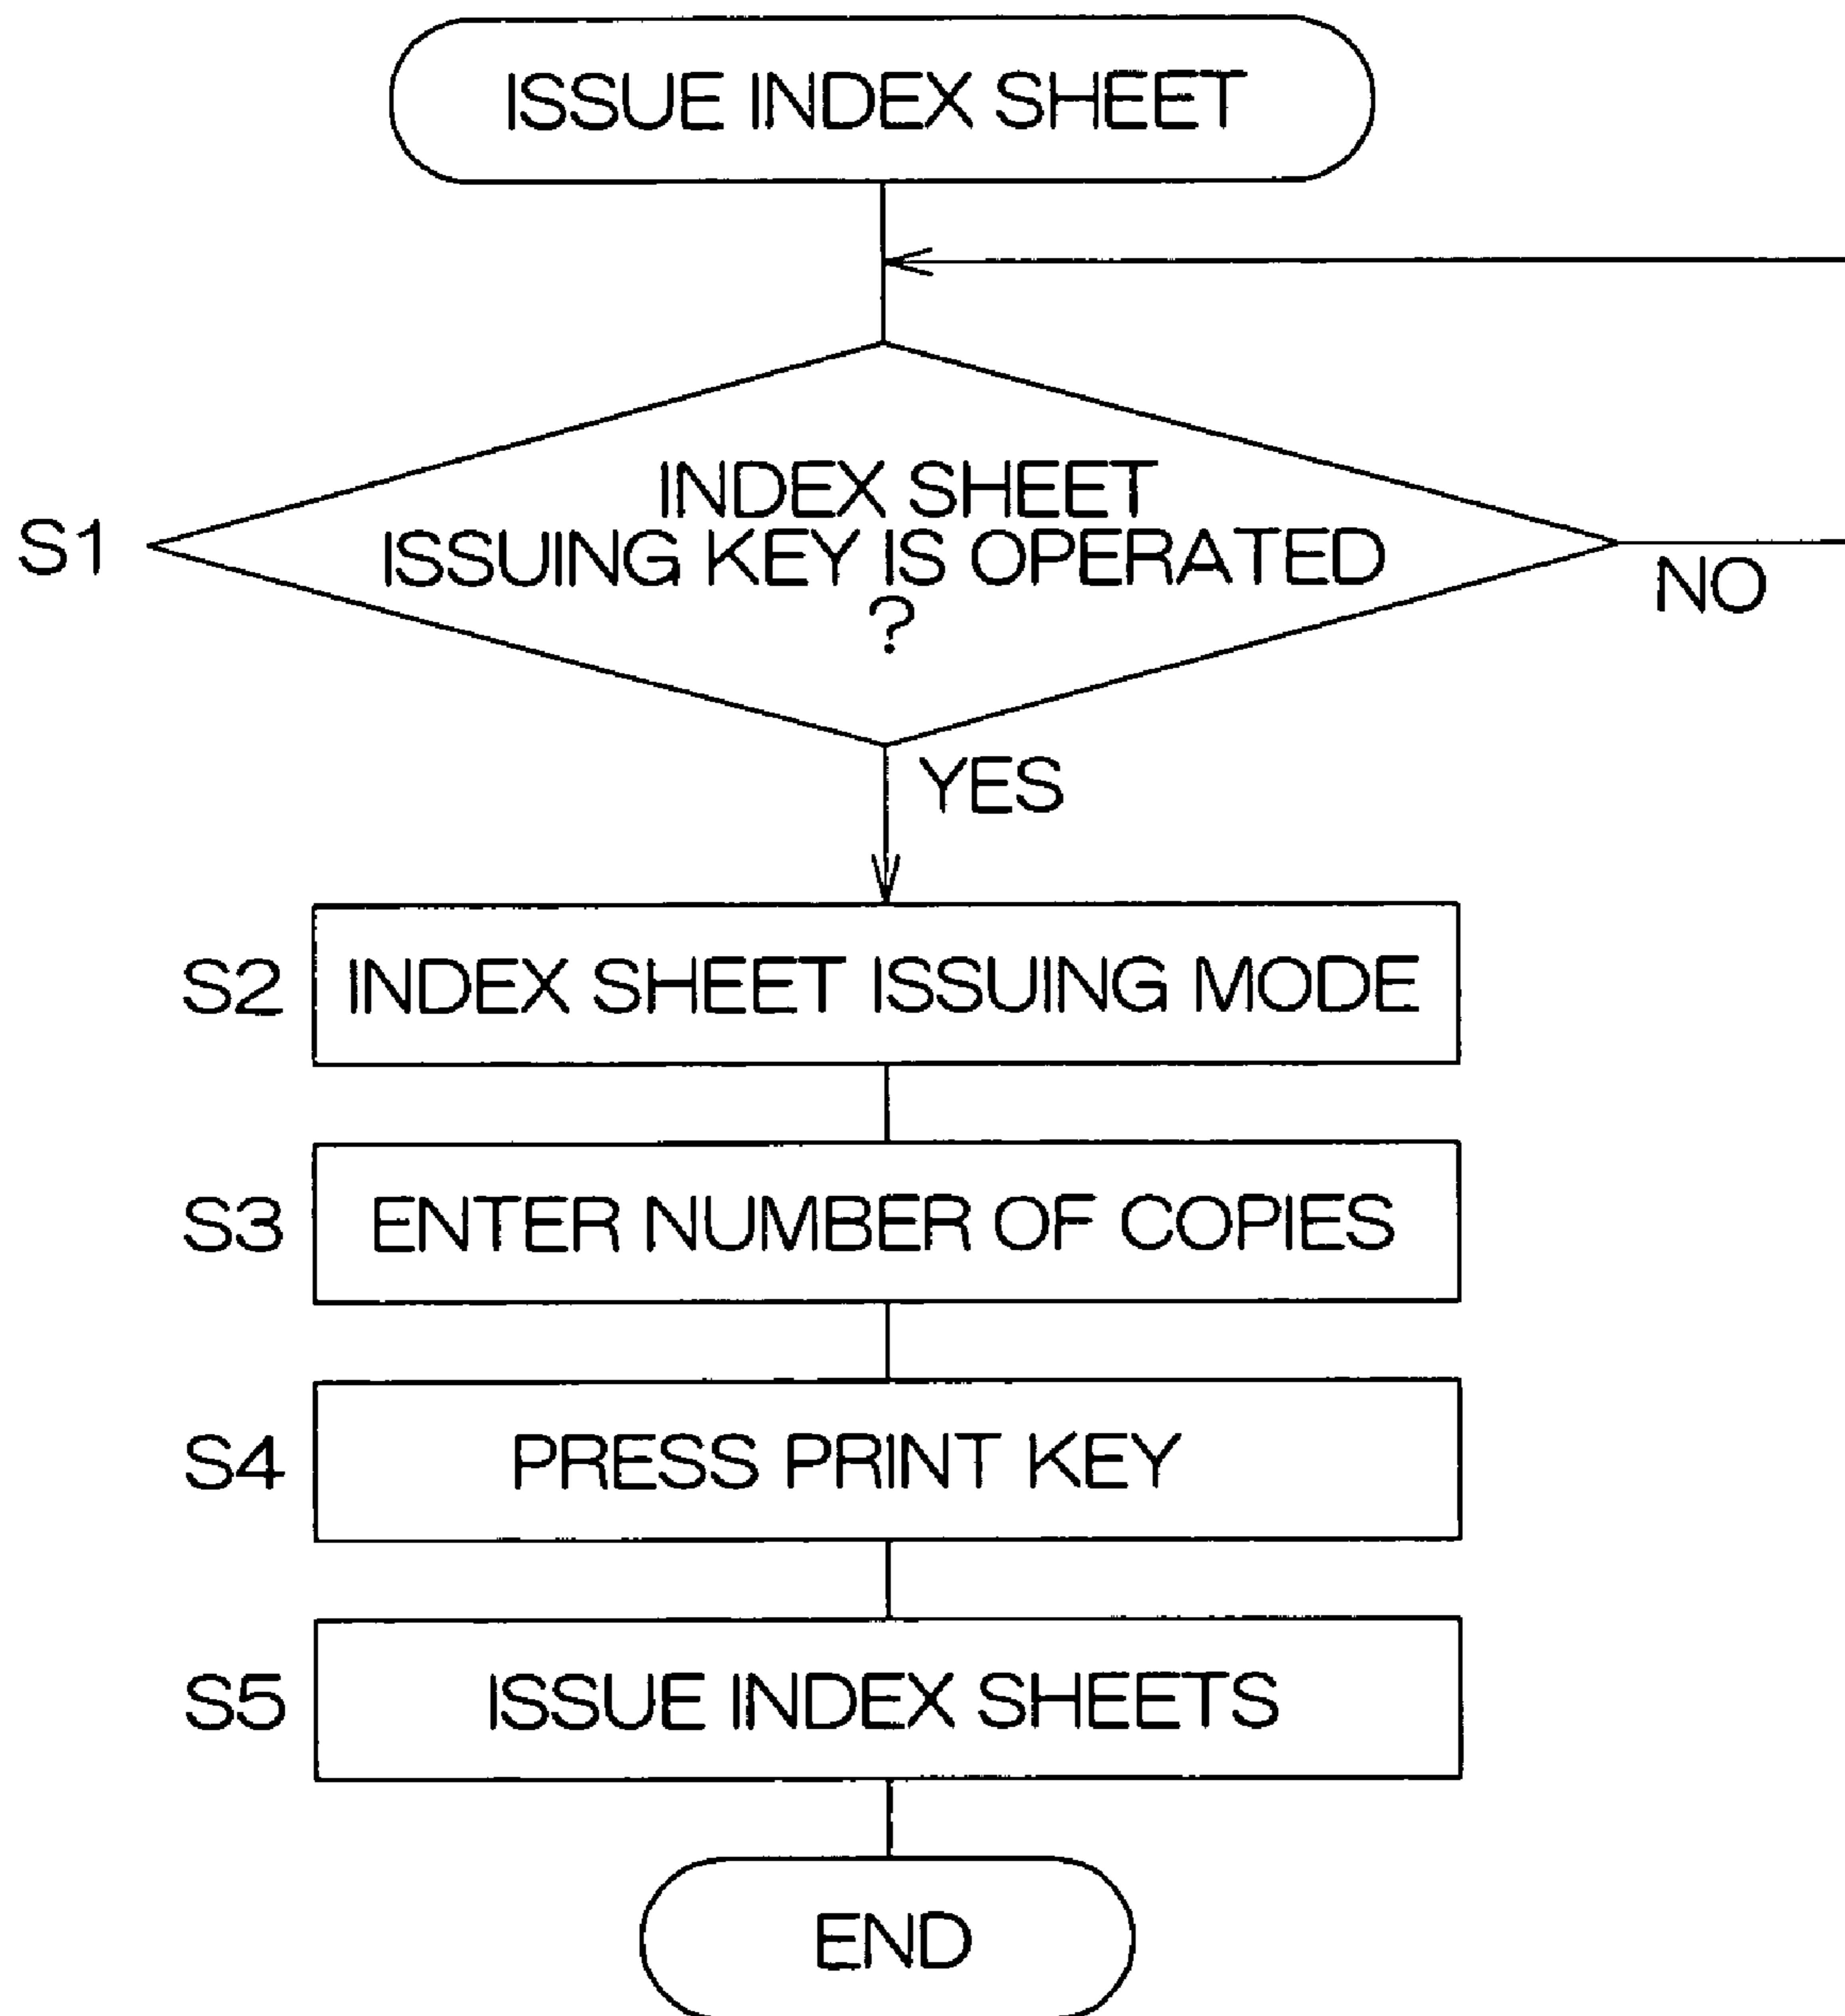 ISSUE INDEX SHEET
INDEX SHEET
S1
ISSUING KEY IS OPERATED
?
NO
YES
S2
INDEX SHEET ISSUING MODE
S3
ENTER NUMBER OF COPIES
S4
PRESS PRINT KEY
S5
ISSUE INDEX SHEETS
END